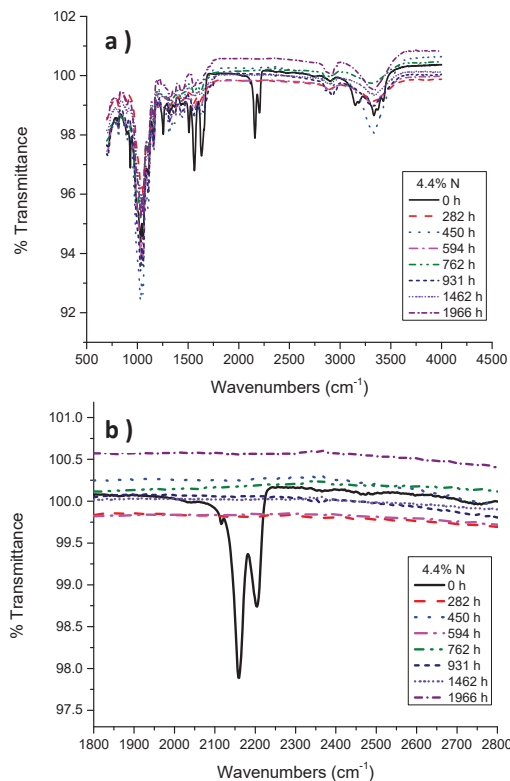 a )
102
100
98
96
94
92
% Transmittance
4.4% N
0 h
282 h
450 h
594 h
762 h
931 h
1462 h
1966 h
500 1000 1500 2000 2500 3000 3500 4000 4500
Wavenumbers (cm⁻¹)
b )
101.0
100.5
100.0
99.5
99.0
98.5
98.0
97.5
% Transmittance
4.4% N
0 h
282 h
450 h
594 h
762 h
931 h
1462 h
1966 h
1800 1900 2000 2100 2200 2300 2400 2500 2600 2700 2800
Wavenumbers (cm⁻¹)